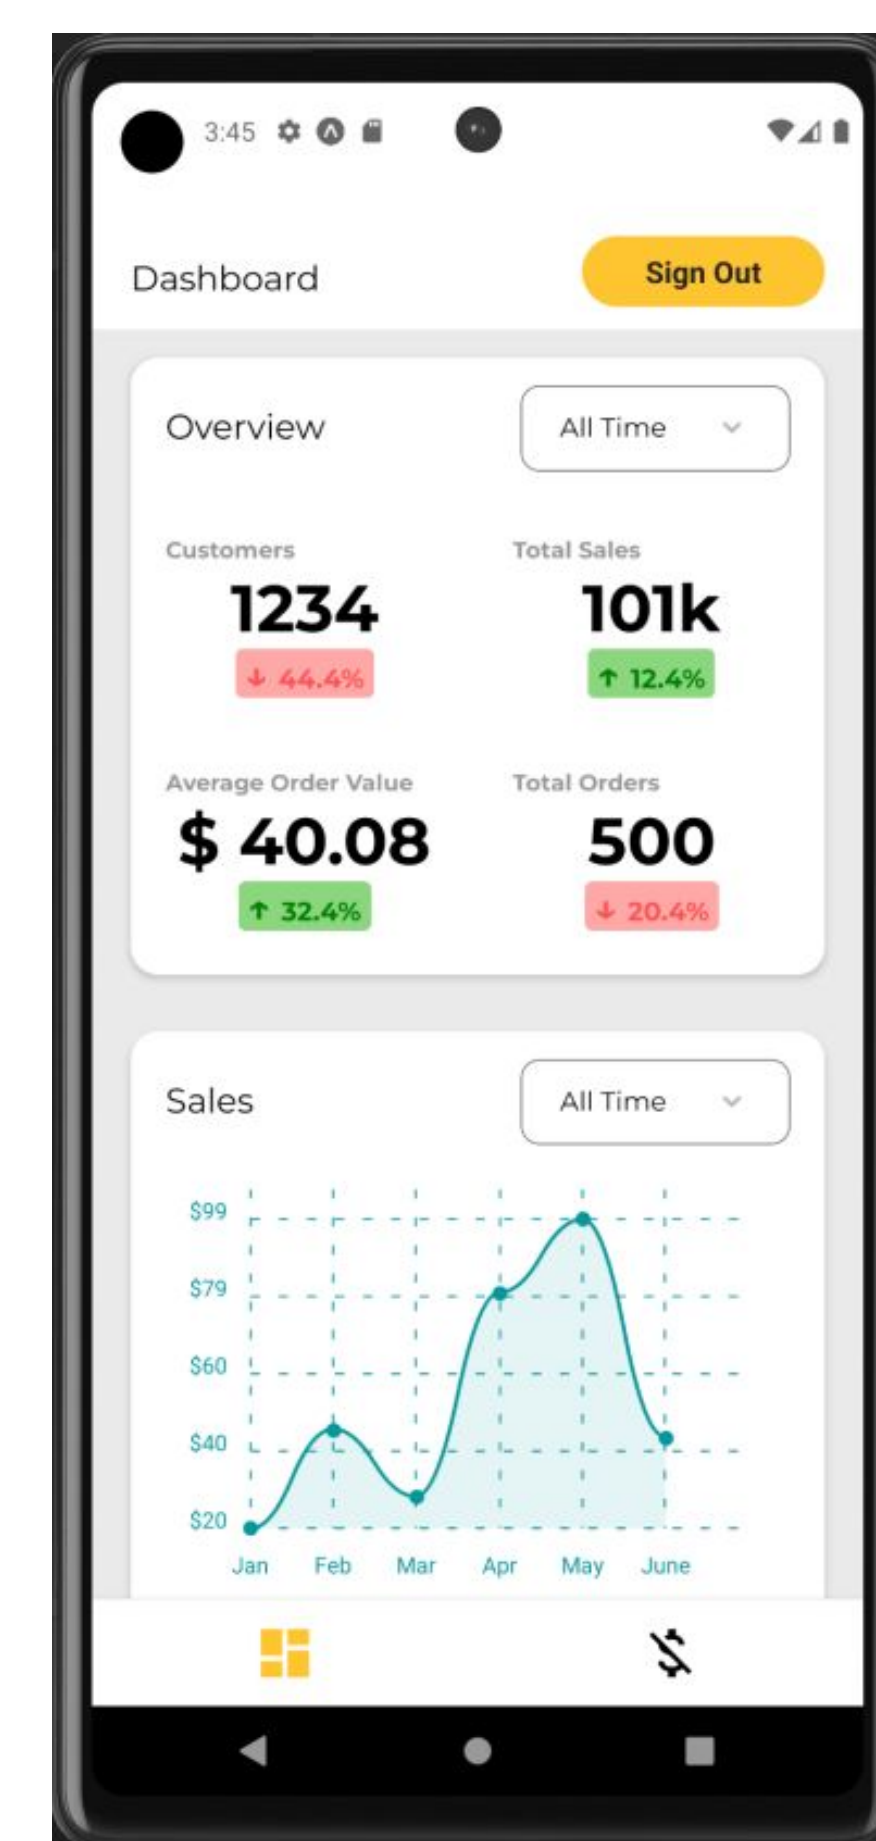 3:45
Dashboard
Sign Out
Overview
All Time
Customers
Total Sales
1234
101k
↓ 44.4%
↑ 12.4%
Average Order Value
Total Orders
$ 40.08
500
↑ 32.4%
↓ 20.4%
Sales
All Time
$99
$79
$60
$40
$20
Jan Feb Mar Apr May June